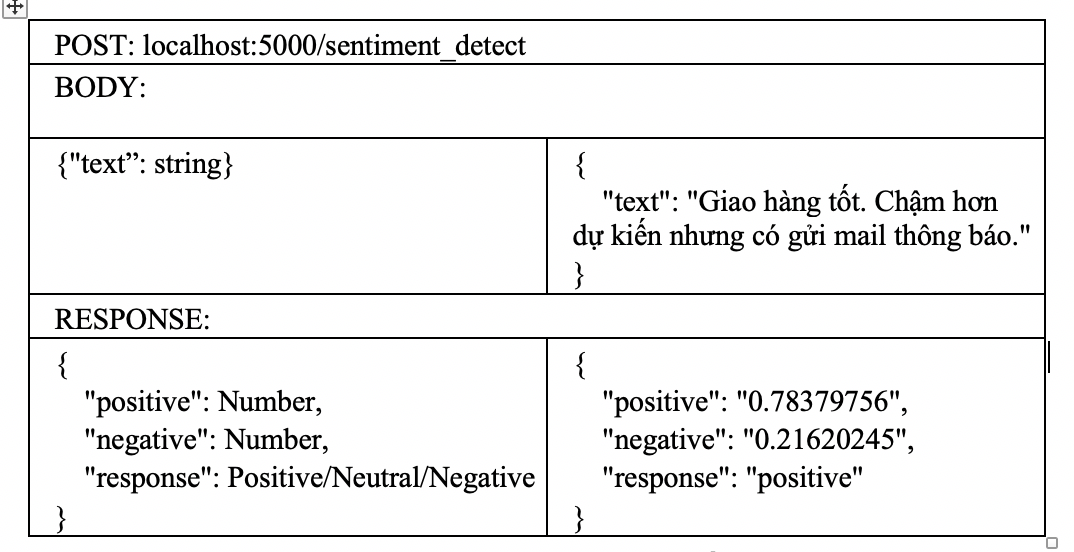 POST: localhost:5000/sentiment_detect
BODY:
{"text”: string}
{
"text": "Giao hàng tốt. Chậm hơn
dự kiến nhưng có gửi mail thông báo."
}
RESPONSE:
{
"positive": Number,
"negative": Number,
"response": Positive/Neutral/Negative
}
{
"positive": "0.78379756",
"negative": "0.21620245",
"response": "positive"
}